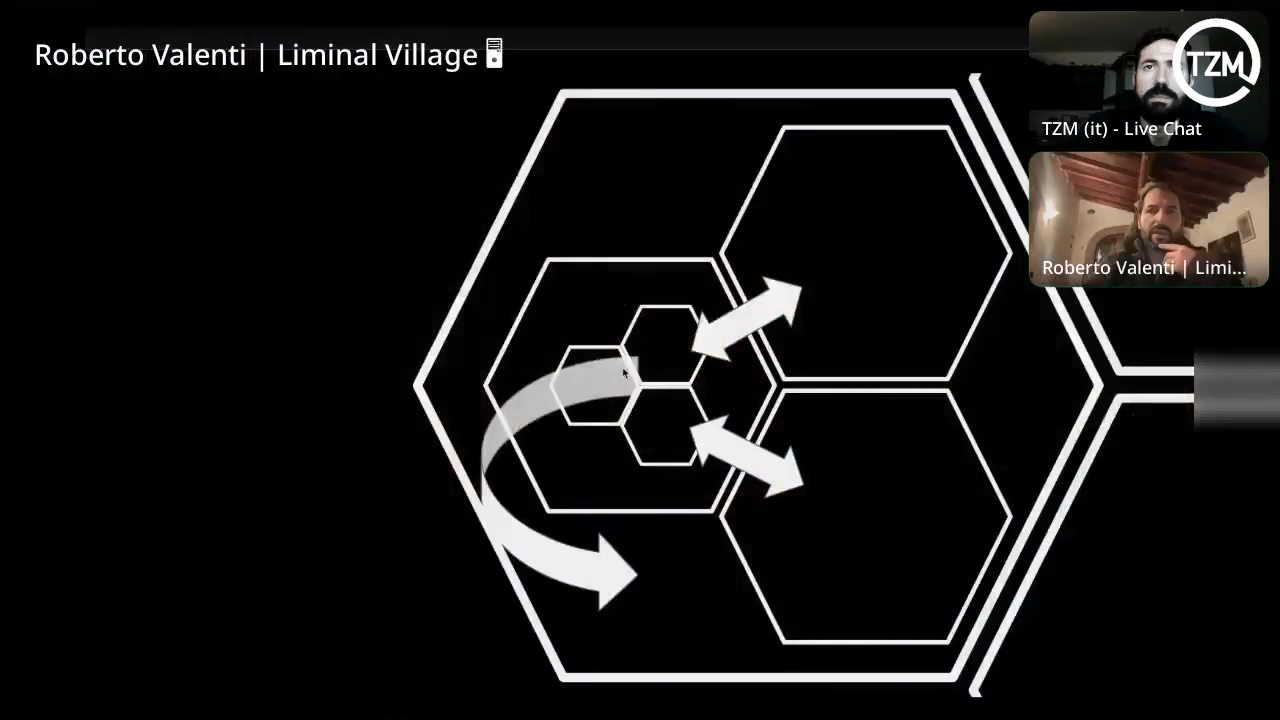 Roberto Valenti | Liminal Village
TZM
TZM (it) - Live Chat
Roberto Valenti | Limi...